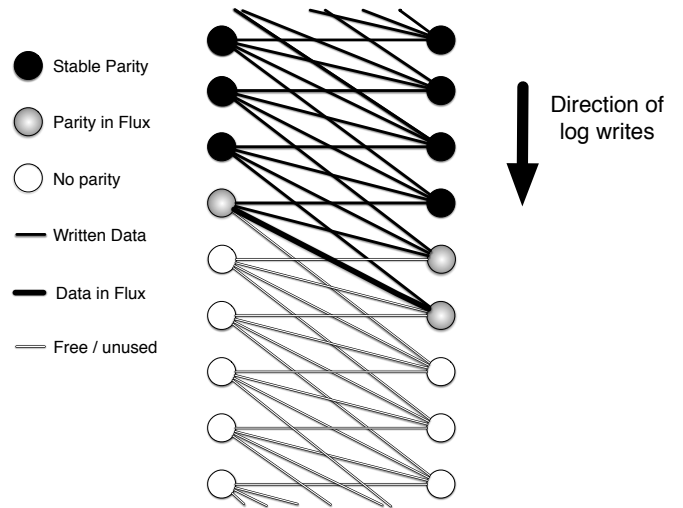 Stable Parity
Parity in Flux
No parity
Written Data
Data in Flux
Free / unused
Direction of
log writes